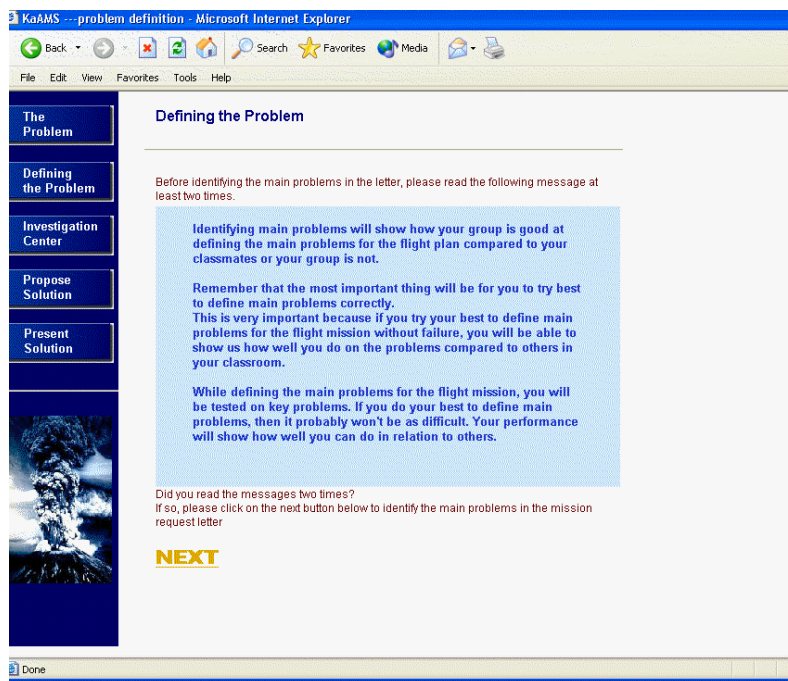 KaAMS ---problem definition - Microsoft Internet Explorer
Back
Search
Favorites
Media
File Edit View Favorites Tools Help
The
Problem
Defining
the Problem
Investigation
Center
Propose
Solution
Present
Solution
Defining the Problem
Before identifying the main problems in the letter, please read the following message at
least two times.
Identifying main problems will show how your group is good at
defining the main problems for the flight plan compared to your
classmates or your group is not.
Remember that the most important thing will be for you to try best
to define main problems correctly.
This is very important because if you try your best to define main
problems for the flight mission without failure, you will be able to
show us how well you do on the problems compared to others in
your classroom.
While defining the main problems for the flight mission, you will
be tested on key problems. If you do your best to define main
problems, then it probably won't be as difficult. Your performance
will show how well you can do in relation to others.
Did you read the messages two times?
If so, please click on the next button below to identify the main problems in the mission
request letter
NEXT
Done